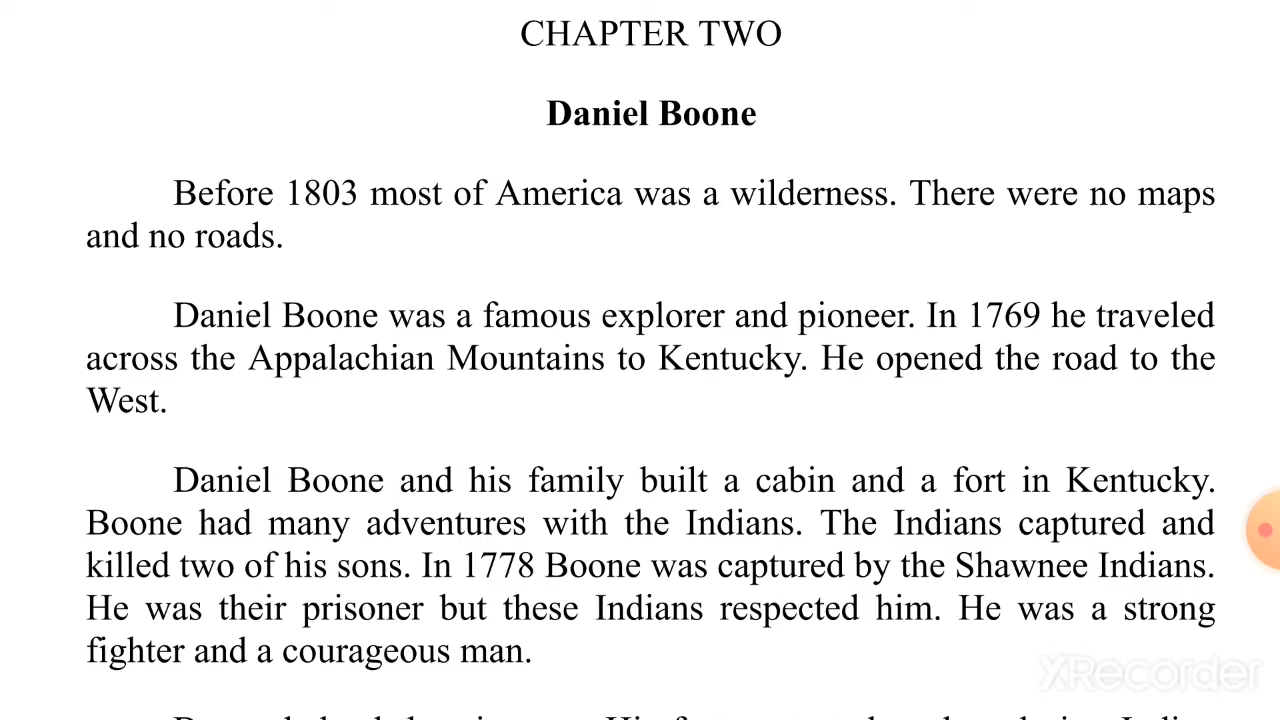 CHAPTER TWO
Daniel Boone
Before 1803 most of America was a wilderness. There were no maps
and no roads.
Daniel Boone was a famous explorer and pioneer. In 1769 he traveled
across the Appalachian Mountains to Kentucky. He opened the road to the
West.
Daniel Boone and his family built a cabin and a fort in Kentucky.
Boone had many adventures with the Indians. The Indians captured and
killed two of his sons. In 1778 Boone was captured by the Shawnee Indians.
He was their prisoner but these Indians respected him. He was a strong
fighter and a courageous man.
XRecorder